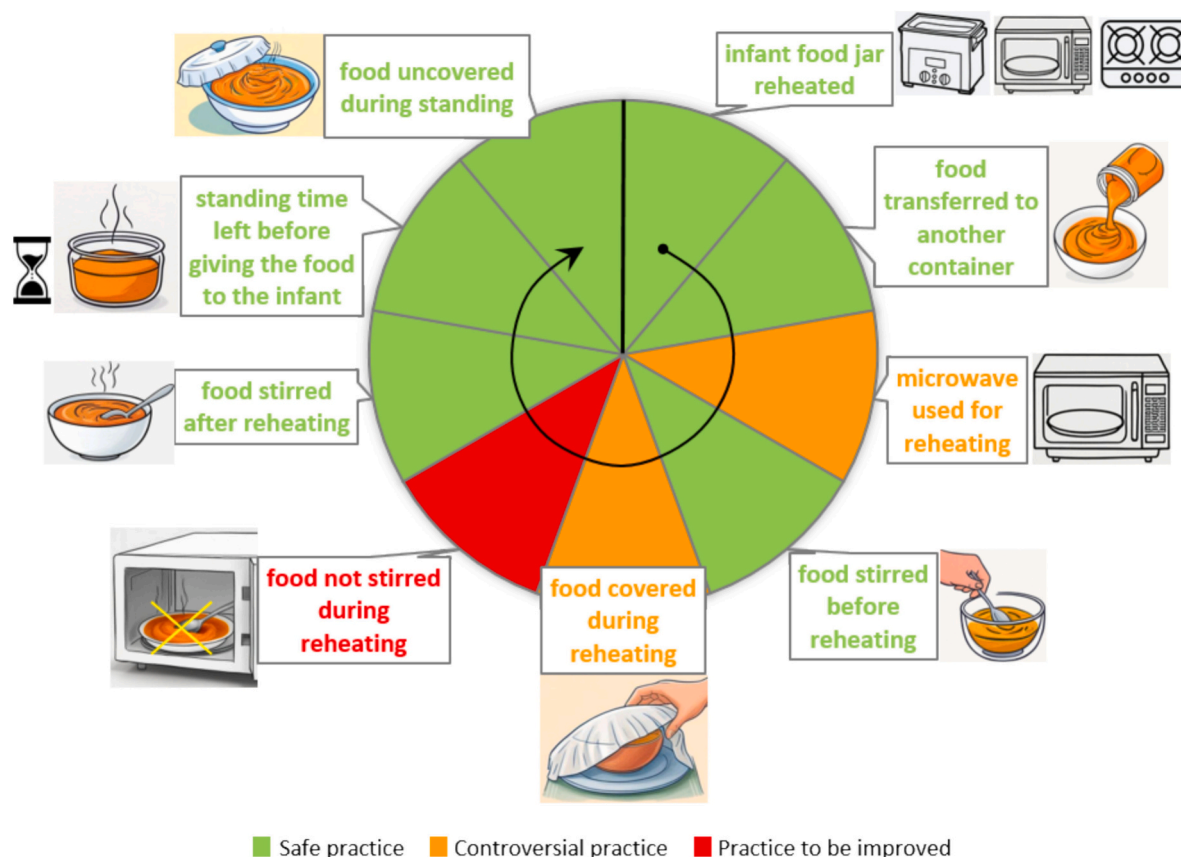 infant food jar
reheated
food
transferred to
another
container
microwave
used for
reheating
food stirred
before
reheating
food covered
during
reheating
food not stirred
during
reheating
food stirred
after reheating
standing time
left before
giving the food
to the infant
food uncovered
during standing
Safe practice Controversial practice Practice to be improved